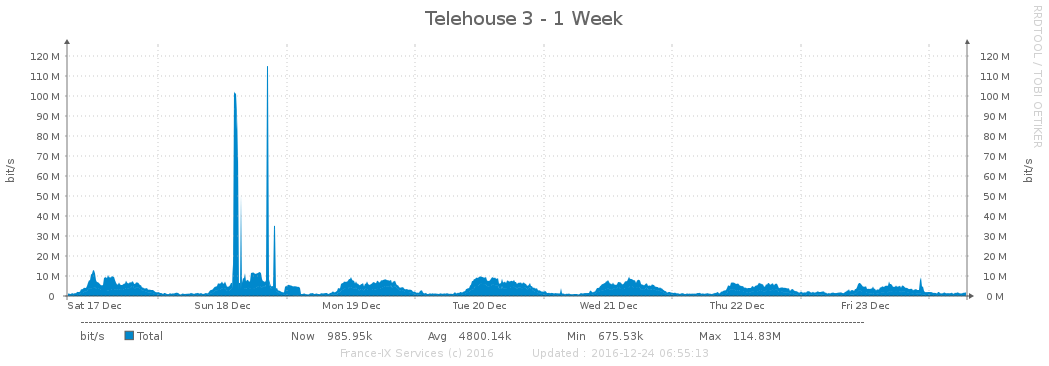 Telehouse 3 - 1 Week
RRDTOOL / TOBI OETIKER
120 M 120 M
110 M 110 M
100 M 100 M
90 M 90 M
80 M 80 M
70 M 70 M
60 M 60 M
50 M 50 M
40 M 40 M
30 M 30 M
20 M 20 M
10 M 10 M
0 0 M
bit/s bit/s
Sat 17 Dec Sun 18 Dec Mon 19 Dec Tue 20 Dec Wed 21 Dec Thu 22 Dec Fri 23 Dec
bit/s Total Now 985.95k Avg 4800.14k Min 675.53k Max 114.83M
France-IX Services (c) 2016 Updated : 2016-12-24 06:55:13